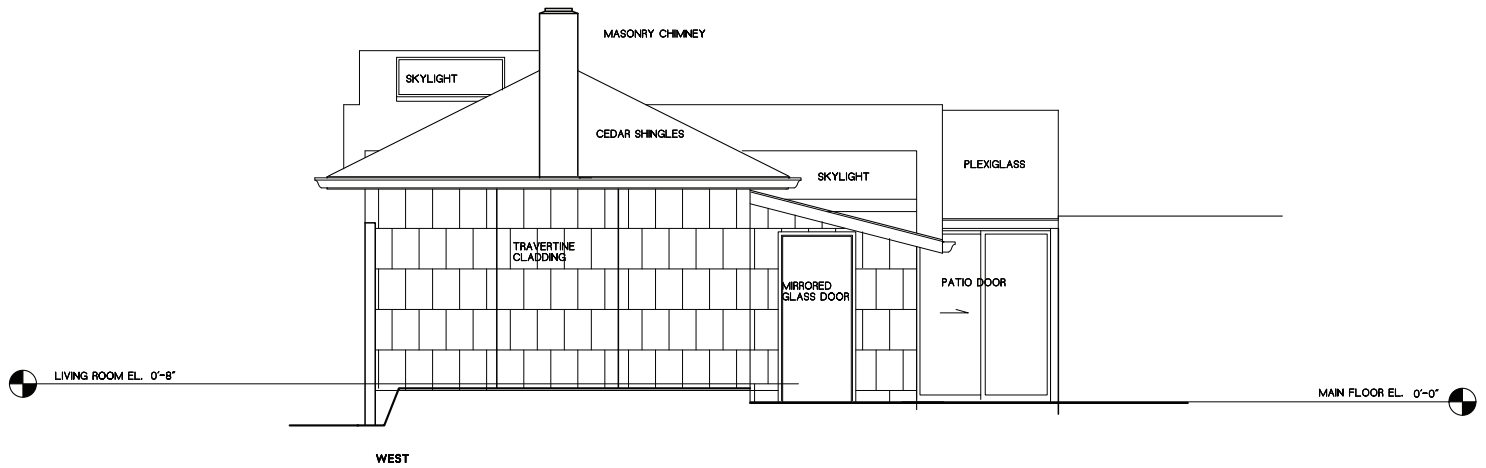 MASONRY CHIMNEY
SKYLIGHT
CEDAR SHINGLES
PLEXIGLASS
SKYLIGHT
TRAVERTINE
CLADDING
MIRRORED
GLASS DOOR
PATIO DOOR
LIVING ROOM EL. 0'-8"
MAIN FLOOR EL. 0'-0"
WEST